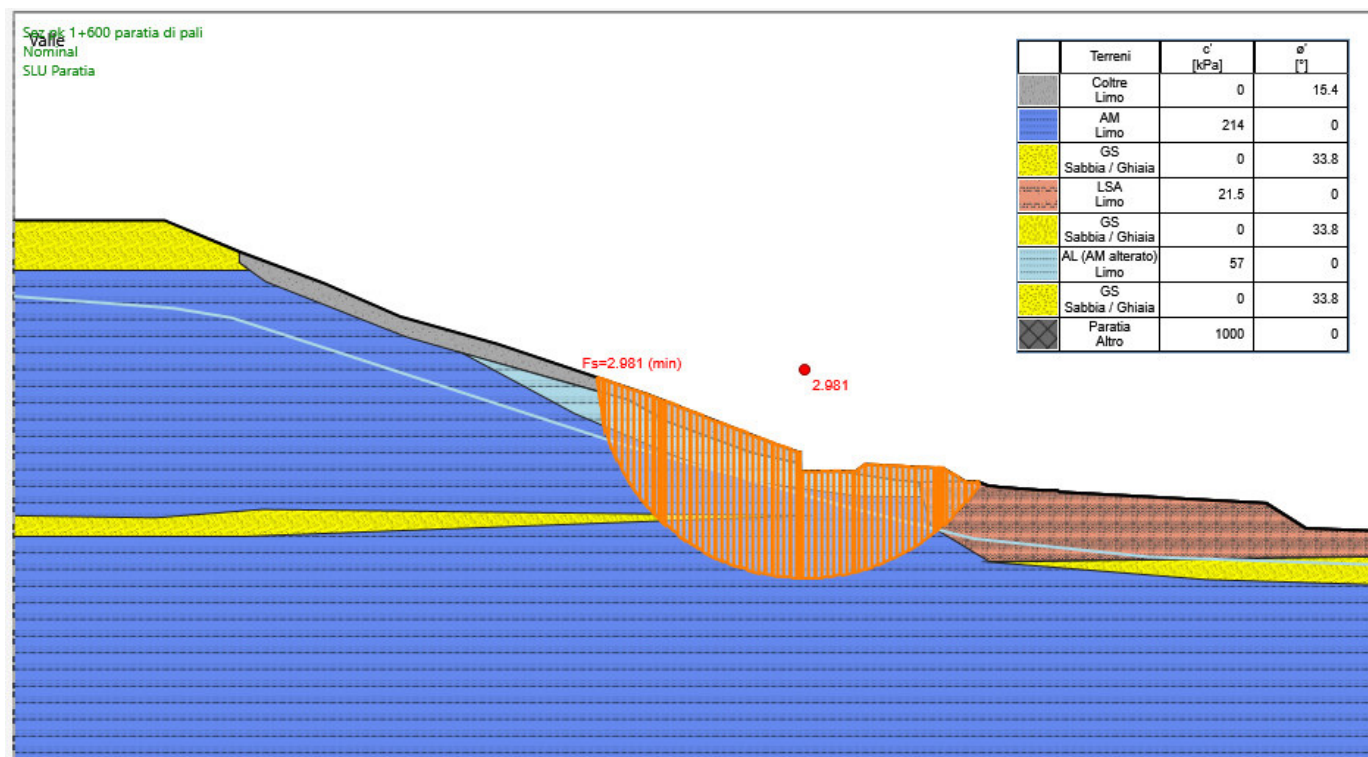 Sez pk 1+600 paratia di pali
Valle
Nominal
SLU Paratia
Terreni c' [kPa] ø' [°]
Coltre Limo 0 15.4
AM Limo 214 0
GS Sabbia / Ghiaia 0 33.8
LSA Limo 21.5 0
GS Sabbia / Ghiaia 0 33.8
AL (AM alterato) Limo 57 0
GS Sabbia / Ghiaia 0 33.8
Paratia Altro 1000 0
Fs=2.981 (min)
2.981